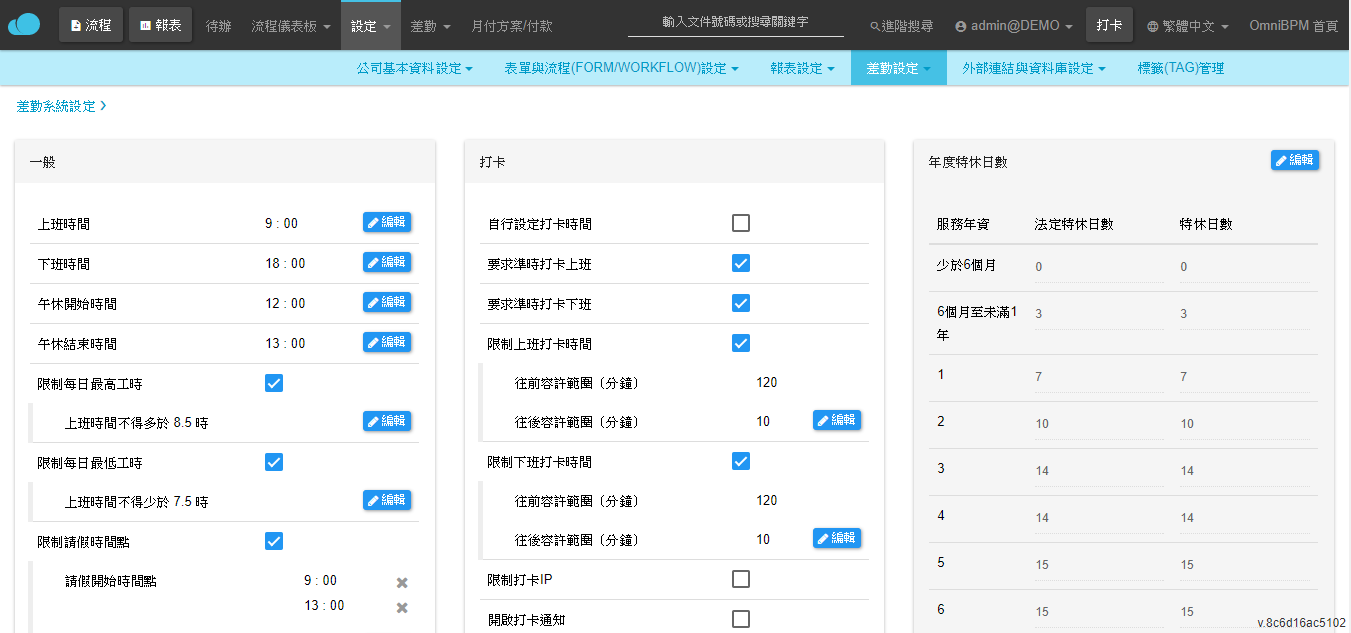 流程 報表 待辦 流程儀表板 設定 差勤 月付方案/付款 輸入文件號碼或搜尋關鍵字 進階搜尋 admin@DEMO 打卡 繁體中文 OmniBPM 首頁
公司基本資料設定 表單與流程(FORM/WORKFLOW)設定 報表設定 差勤設定 外部連結與資料庫設定 標籤(TAG)管理
差勤系統設定
一般
上班時間 9 : 00 編輯
下班時間 18 : 00 編輯
午休開始時間 12 : 00 編輯
午休結束時間 13 : 00 編輯
限制每日最高工時
上班時間不得多於 8.5 時 編輯
限制每日最低工時
上班時間不得少於 7.5 時 編輯
限制請假時間點
請假開始時間點 9 : 00
13 : 00
打卡
自行設定打卡時間
要求準時打卡上班
要求準時打卡下班
限制上班打卡時間
往前容許範圍（分鐘） 120
往後容許範圍（分鐘） 10 編輯
限制下班打卡時間
往前容許範圍（分鐘） 120
往後容許範圍（分鐘） 10 編輯
限制打卡IP
開啟打卡通知
年度特休日數 編輯
服務年資 法定特休日數 特休日數
少於6個月 0 0
6個月至未滿1 3 3
年
1 7 7
2 10 10
3 14 14
4 14 14
5 15 15
6 15 15
v.8c6d16ac5102